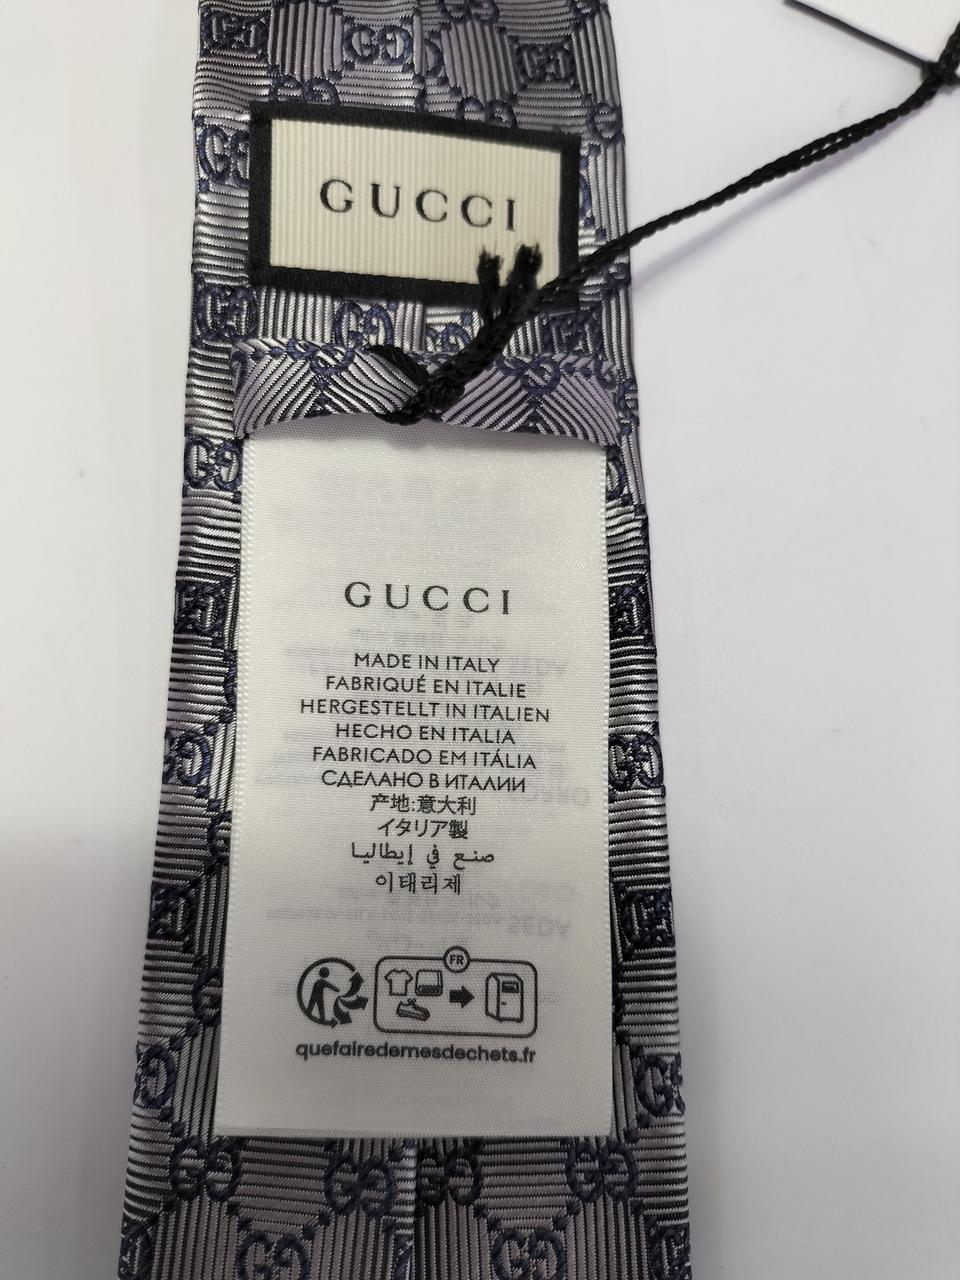 GUCCI
GUCCI
MADE IN ITALY
FABRIQUÉ EN ITALIE
HERGESTELLT IN ITALIEN
HECHO EN ITALIA
FABRICADO EM ITÁLIA
СДЕЛАНО В ИТАЛИИ
产地:意大利
イタリア製
صنع في إيطاليا
이태리제
FR
quefairedemesdechets.fr